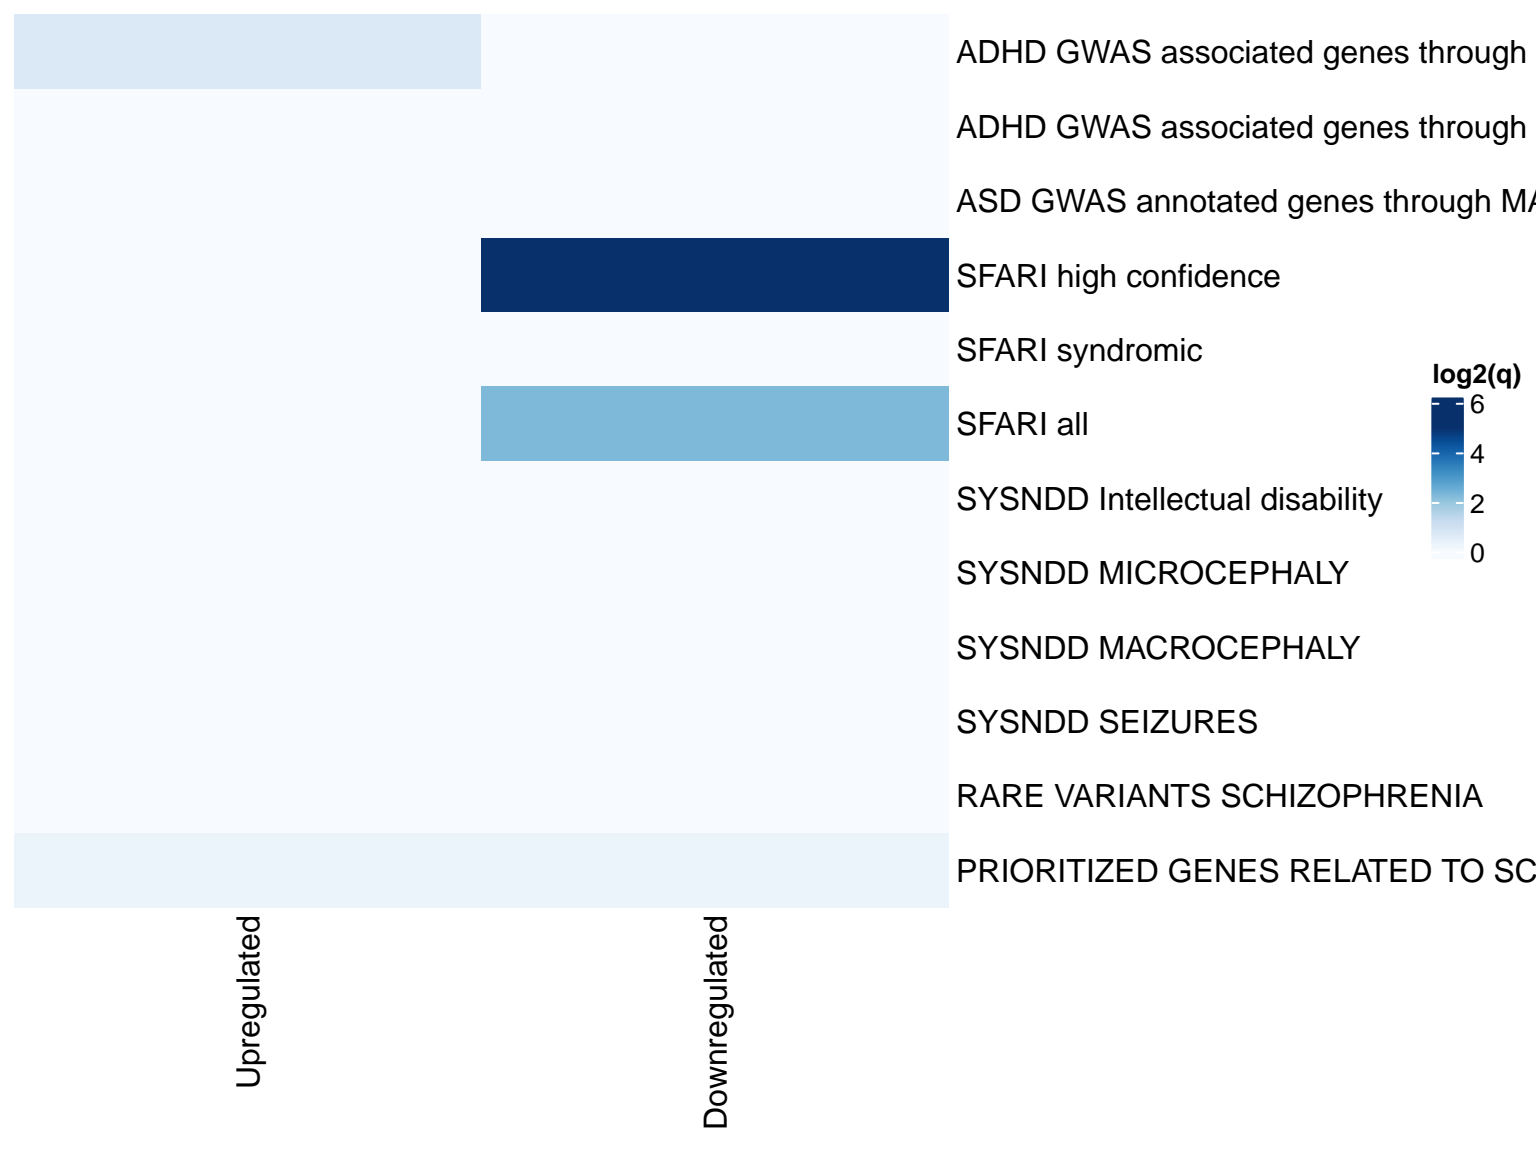 ADHD GWAS associated genes through
ADHD GWAS associated genes through
ASD GWAS annotated genes through MA
SFARI high confidence
SFARI syndromic
SFARI all
SYSNDD Intellectual disability
SYSNDD MICROCEPHALY
SYSNDD MACROCEPHALY
SYSNDD SEIZURES
RARE VARIANTS SCHIZOPHRENIA
PRIORITIZED GENES RELATED TO SC
log2(q)
6
4
2
0
Upregulated
Downregulated